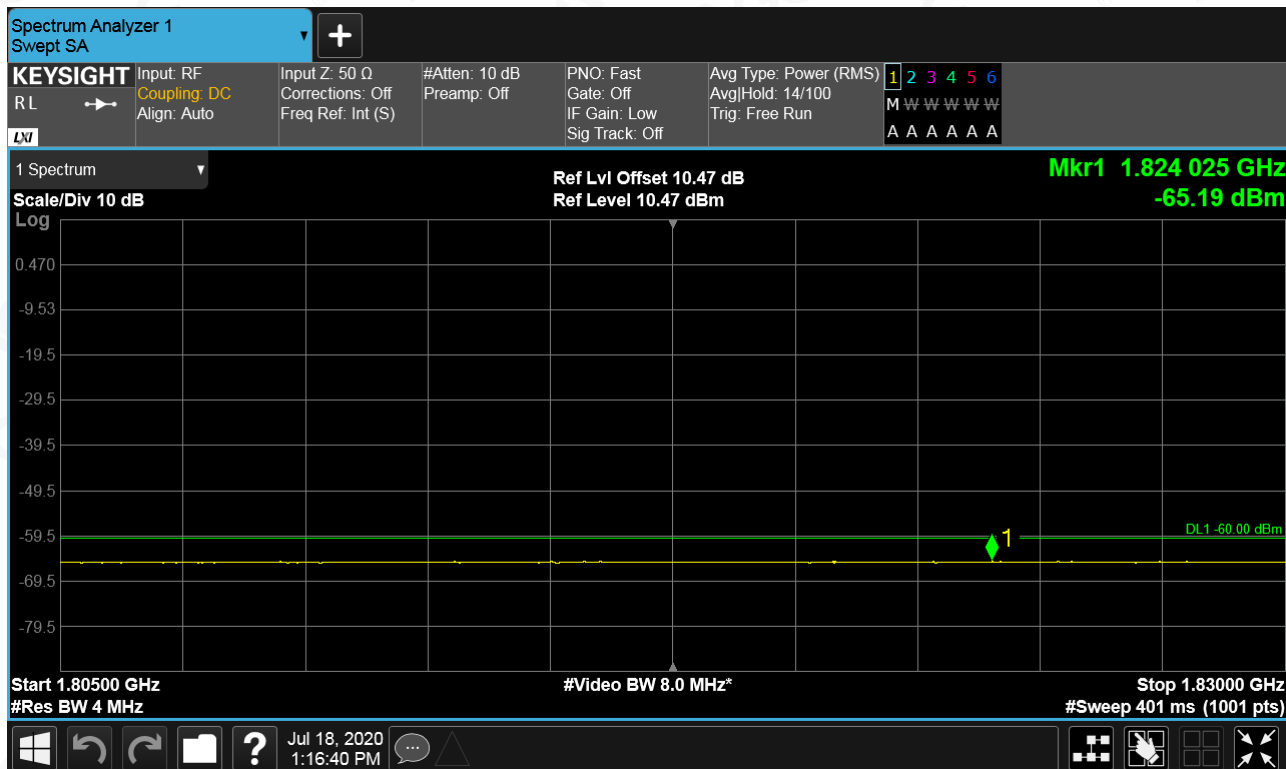 Spectrum Analyzer 1
Swept SA
KEYSIGHT
R L
LXI
Input: RF
Coupling: DC
Align: Auto
Input Z: 50 Ω
Corrections: Off
Freq Ref: Int (S)
#Atten: 10 dB
Preamp: Off
PNO: Fast
Gate: Off
IF Gain: Low
Sig Track: Off
Avg Type: Power (RMS)
Avg|Hold: 14/100
Trig: Free Run
1 2 3 4 5 6
M W W W W W
A A A A A A
1 Spectrum
Scale/Div 10 dB
Log
Ref Lvl Offset 10.47 dB
Ref Level 10.47 dBm
Mkr1 1.824 025 GHz
-65.19 dBm
0.470
-9.53
-19.5
-29.5
-39.5
-49.5
-59.5
-69.5
-79.5
DL1 -60.00 dBm
1
Start 1.80500 GHz
#Res BW 4 MHz
#Video BW 8.0 MHz*
Stop 1.83000 GHz
#Sweep 401 ms (1001 pts)
?
Jul 18, 2020
1:16:40 PM